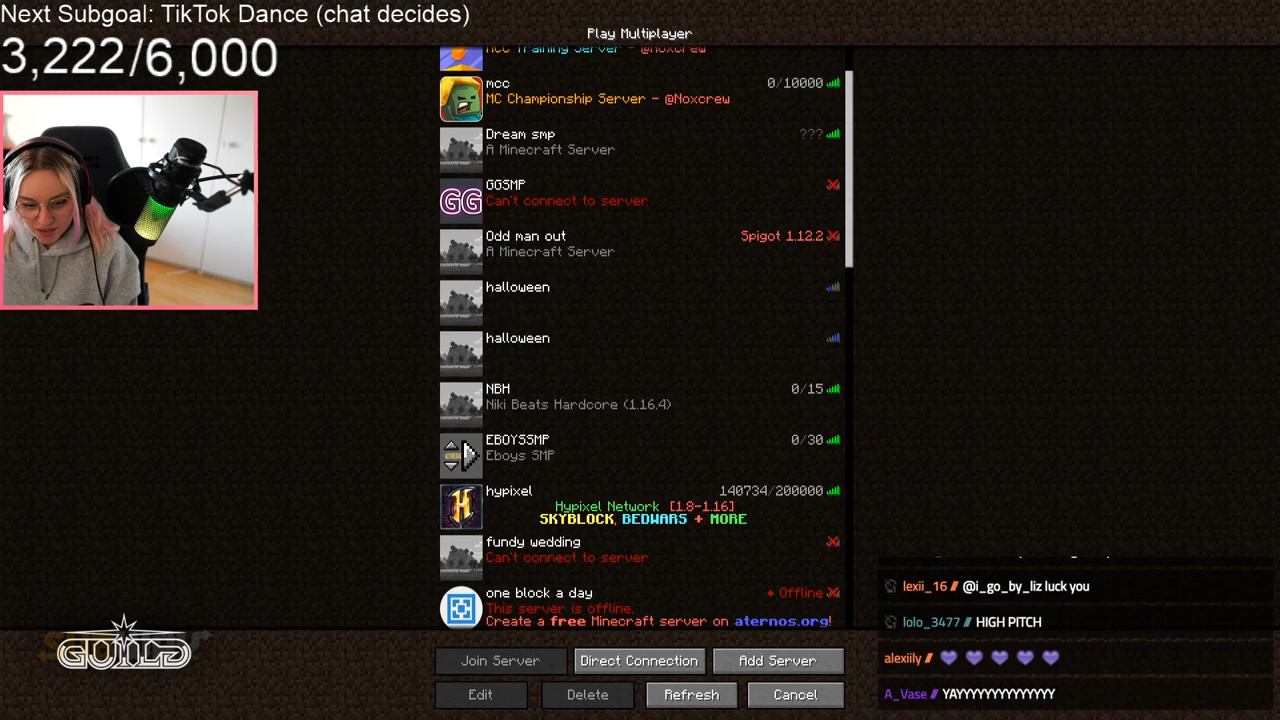 Next Subgoal: TikTok Dance (chat decides)
3,222/6,000
Play Multiplayer
MCC Training Server - @Noxcrew
mcc 0/10000
MC Championship Server - @Noxcrew
Dream smp ???
A Minecraft Server
GGSMP
GG
Can't connect to server
Odd man out Spigot 1.12.2
A Minecraft Server
halloween
halloween
NBH 0/15
Niki Beats Hardcore (1.16.4)
EBOYSSMP 0/30
Eboys SMP
hypixel 140734/200000
Hypixel Network [1.8-1.16]
SKYBLOCK, BEDWARS + MORE
fundy wedding
Can't connect to server
one block a day • Offline
This server is offline.
Create a free Minecraft server on aternos.org!
Join Server Direct Connection Add Server
Edit Delete Refresh Cancel
GUILD
lexii_16 // @i_go_by_liz luck you
lolo_3477 // HIGH PITCH
alexiily // 💜 💜 💜 💜 💜
A_Vase // YAYYYYYYYYYYYYY